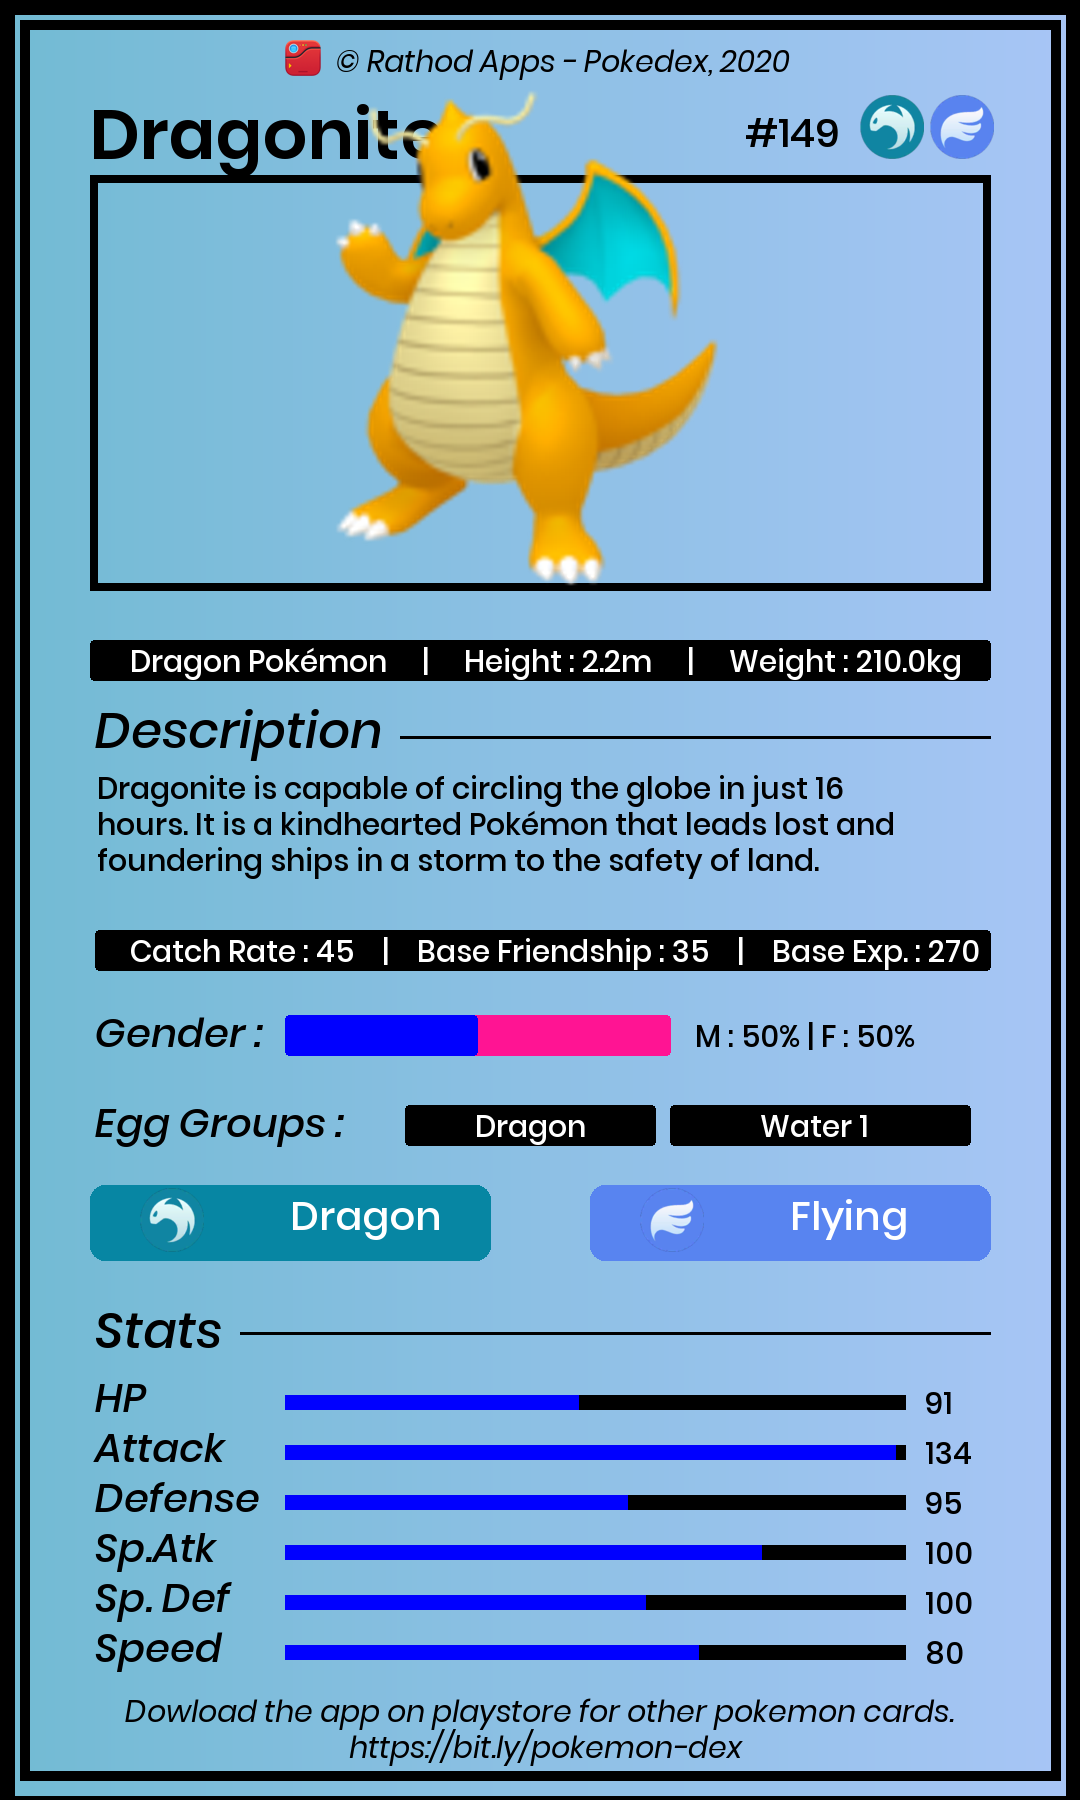 © Rathod Apps - Pokedex, 2020
Dragonite #149
Dragon Pokémon | Height : 2.2m | Weight : 210.0kg
Description
Dragonite is capable of circling the globe in just 16
hours. It is a kindhearted Pokémon that leads lost and
foundering ships in a storm to the safety of land.
Catch Rate : 45 | Base Friendship : 35 | Base Exp. : 270
Gender : M : 50% | F : 50%
Egg Groups : Dragon Water 1
Dragon Flying
Stats
HP 91
Attack 134
Defense 95
Sp.Atk 100
Sp. Def 100
Speed 80
Dowload the app on playstore for other pokemon cards.
https://bit.ly/pokemon-dex